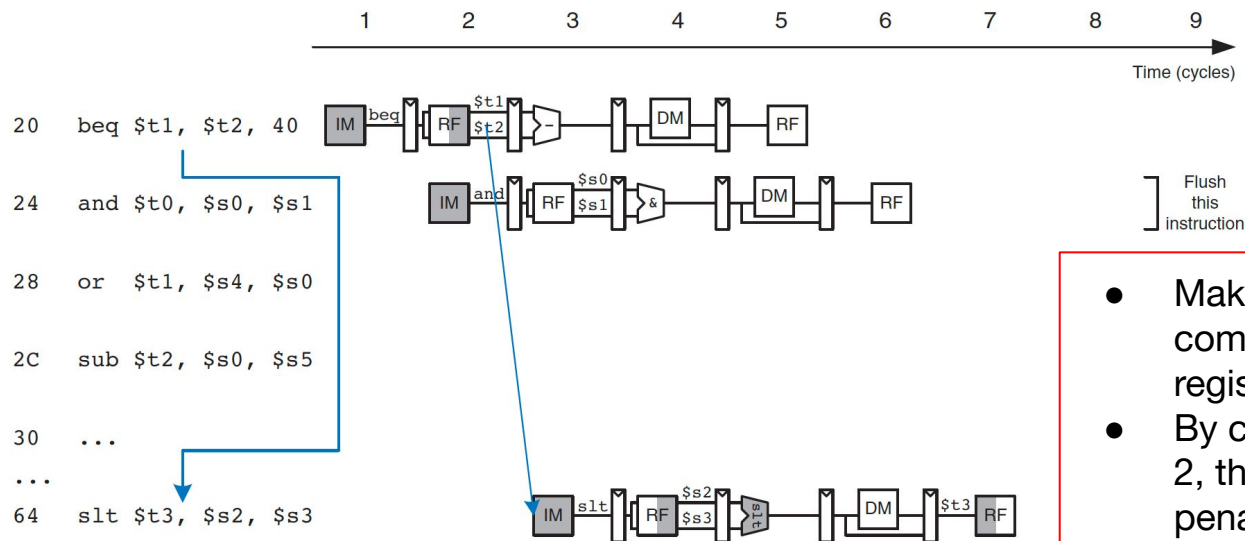 1 2 3 4 5 6 7 8 9
Time (cycles)
20 beq $t1, $t2, 40 IM beq RF $t1 $t2 - DM RF
24 and $t0, $s0, $s1 IM and RF $s0 $s1 & DM RF
Flush
this
instruction
28 or $t1, $s4, $s0
2C sub $t2, $s0, $s5
30 ...
...
64 slt $t3, $s2, $s3 IM slt RF $s2 $s3 slt DM $t3 RF
● Mak
com
regis
● By c
2, th
pena